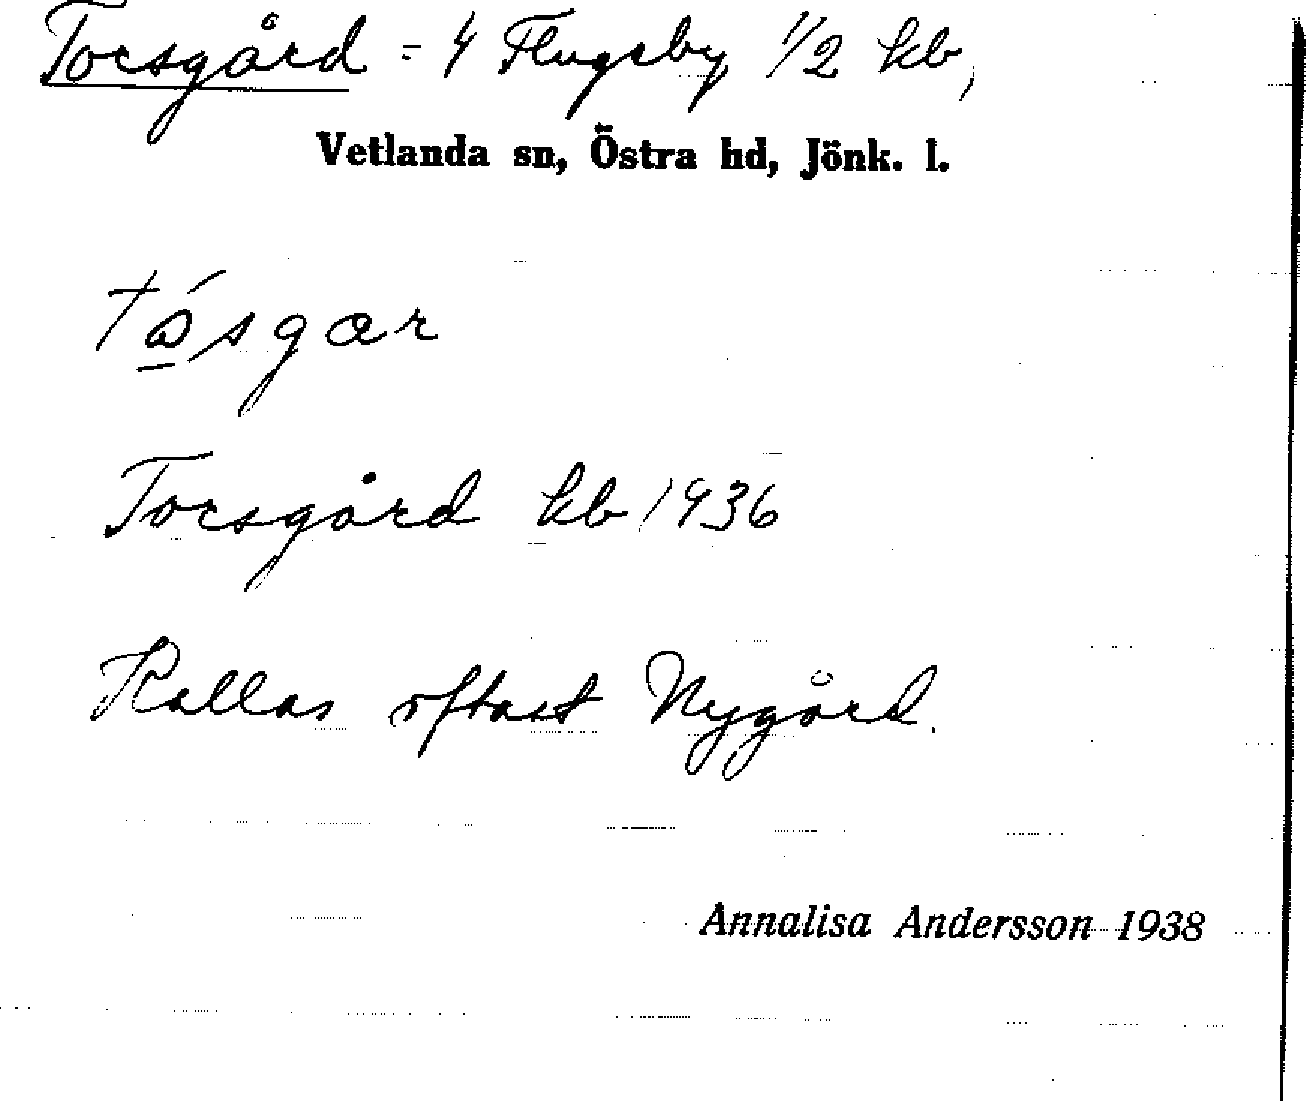 Torsgård = 4 Flugeby 1/2 kb,
Vetlanda sn, Östra hd, Jönk. l.
tǻsgar
Torsgård kb 1936
Kallas oftast Nygård.
Annalisa Andersson 1938